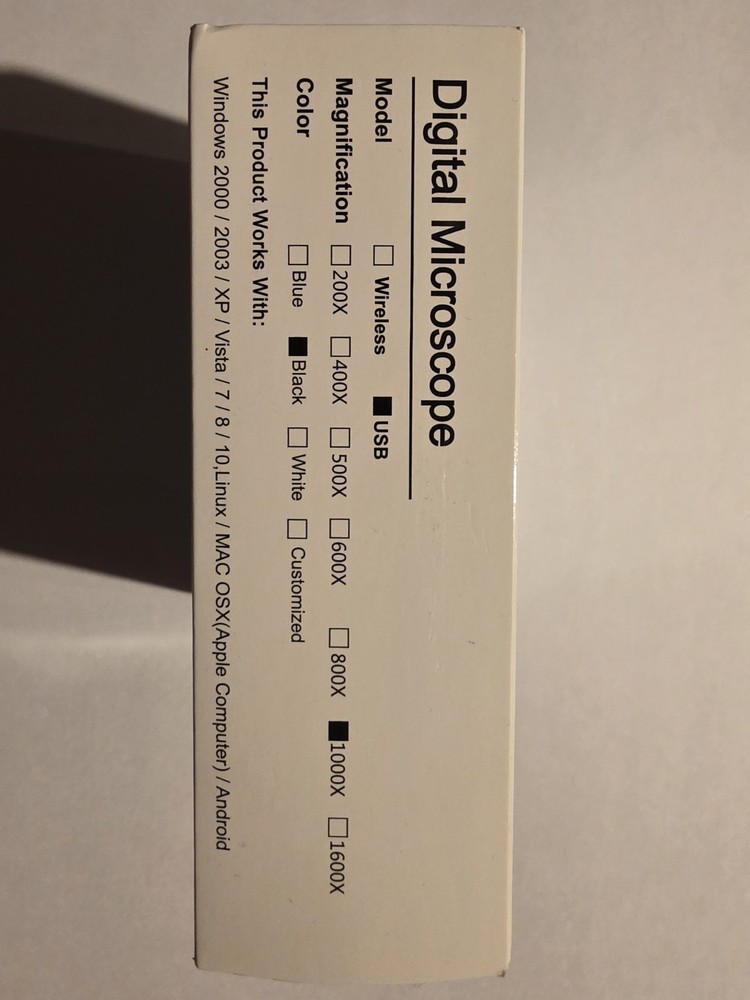 Digital Microscope
Model ☐ Wireless ■ USB
Magnification ☐ 200X ☐ 400X ☐ 500X ☐ 600X ☐ 800X ■ 1000X ☐ 1600X
Color ☐ Blue ■ Black ☐ White ☐ Customized
This Product Works With:
Windows 2000 / 2003 / XP / Vista / 7 / 8 / 10,Linux / MAC OSX(Apple Computer) / Android